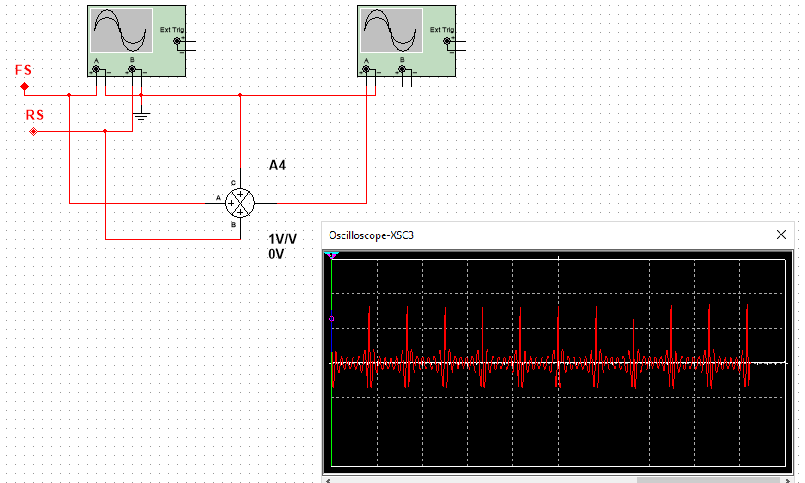 Ext Trig
+
−
A
B
+ − + −
Ext Trig
+
−
A
B
+ − + −
FS
RS
A4
C
A
B
1V/V
0V
Oscilloscope-XSC3